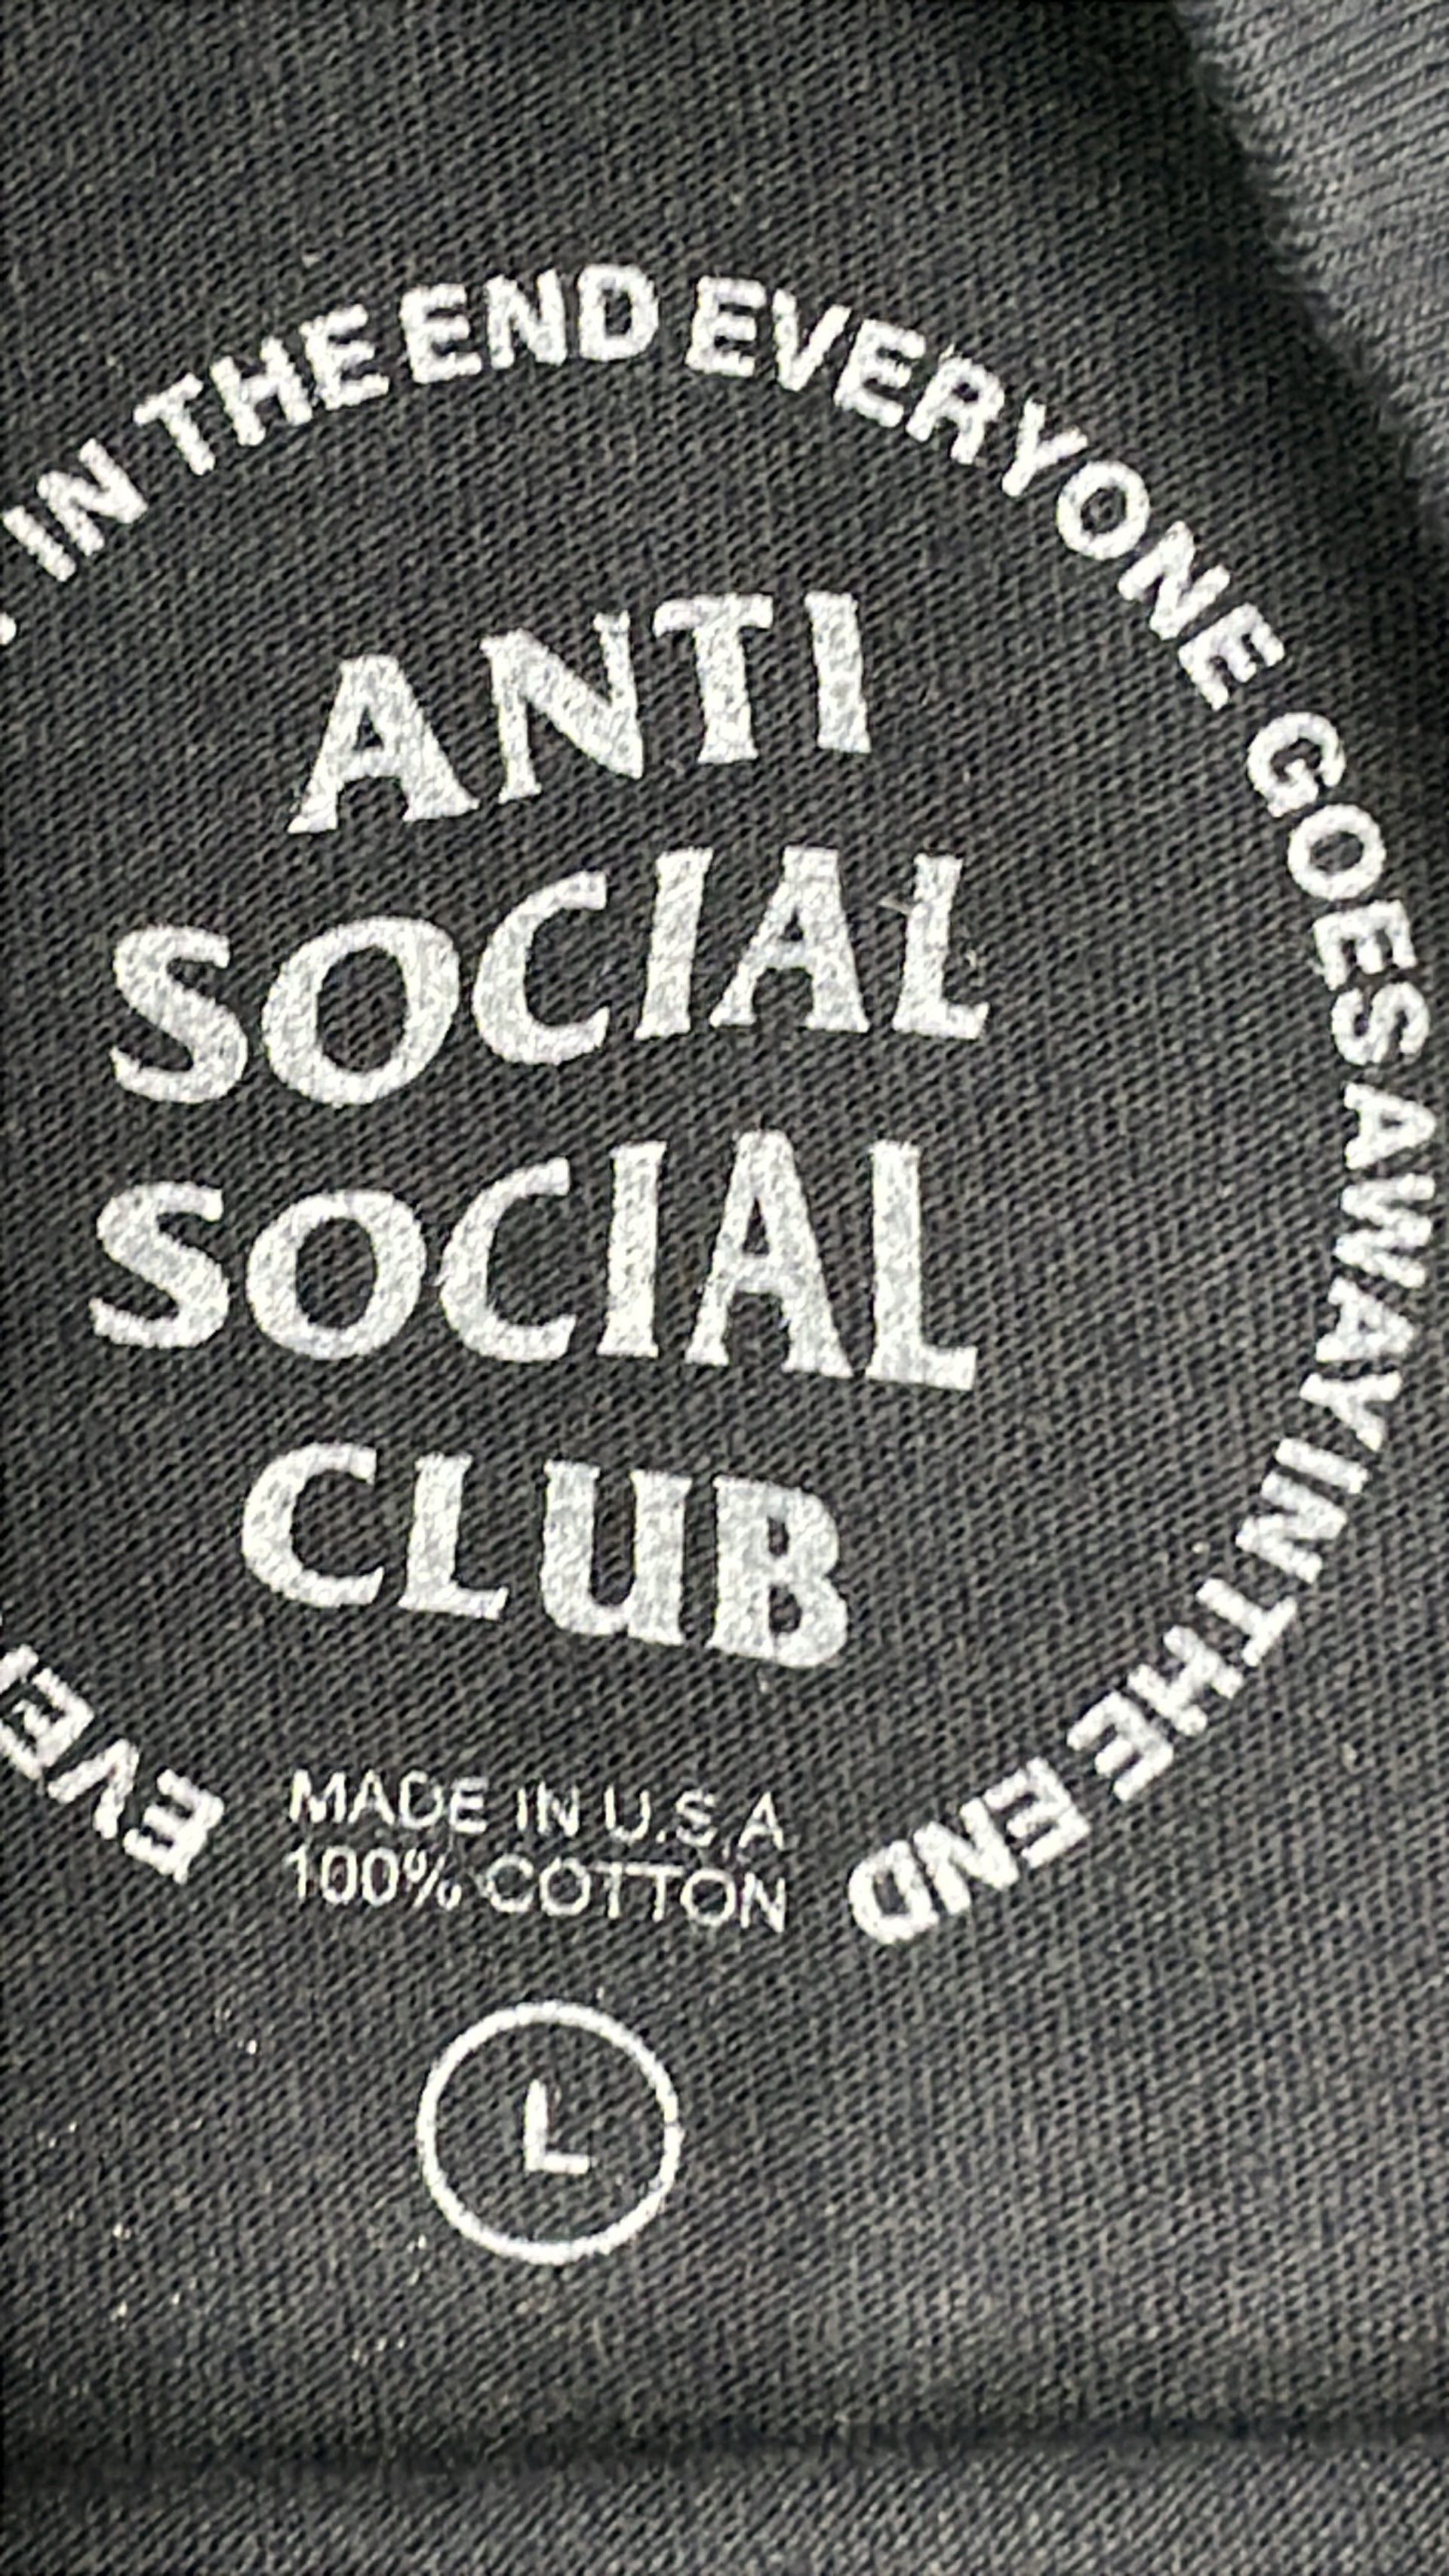 IN THE END EVERYONE GOES AWAY IN THE END
ANTI
SOCIAL
SOCIAL
CLUB
MADE IN U.S.A
100% COTTON
L